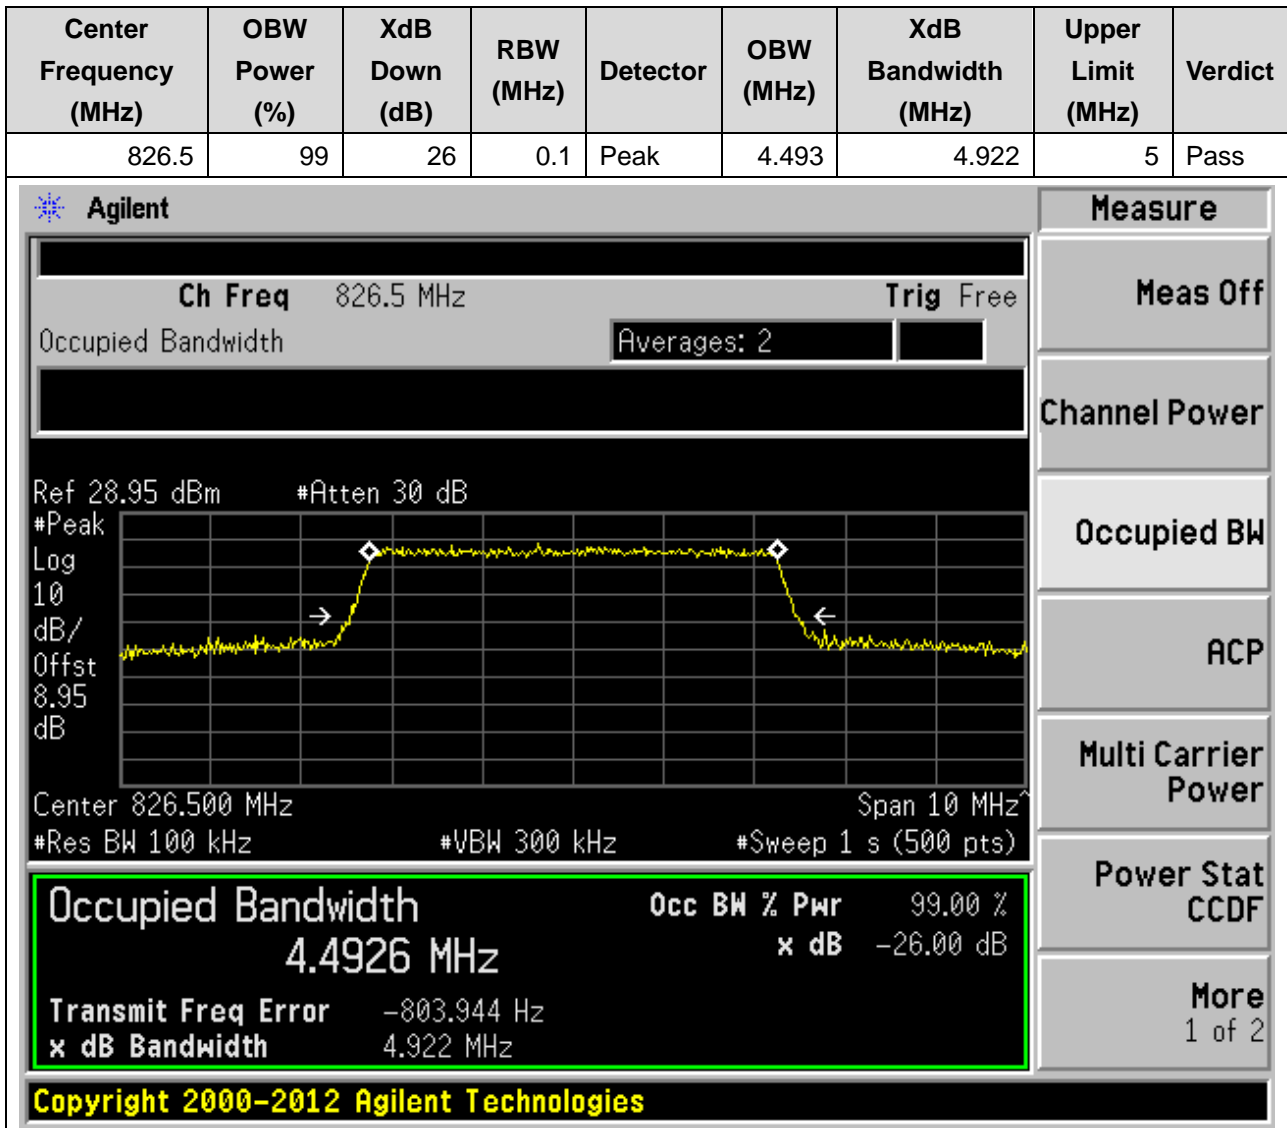 Center Frequency (MHz) OBW Power (%) XdB Down (dB) RBW (MHz) Detector OBW (MHz) XdB Bandwidth (MHz) Upper Limit (MHz) Verdict
826.5 99 26 0.1 Peak 4.493 4.922 5 Pass
Agilent
Measure
Ch Freq 826.5 MHz Trig Free
Meas Off
Occupied Bandwidth Averages: 2
Channel Power
Ref 28.95 dBm #Atten 30 dB
#Peak
Log
10
dB/
Offst
8.95
dB
Occupied BW
ACP
Multi Carrier
Power
Center 826.500 MHz Span 10 MHz^
#Res BW 100 kHz #VBW 300 kHz #Sweep 1 s (500 pts)
Power Stat
CCDF
Occupied Bandwidth Occ BW % Pwr 99.00 %
4.4926 MHz x dB -26.00 dB
Transmit Freq Error -803.944 Hz
x dB Bandwidth 4.922 MHz
More
1 of 2
Copyright 2000-2012 Agilent Technologies